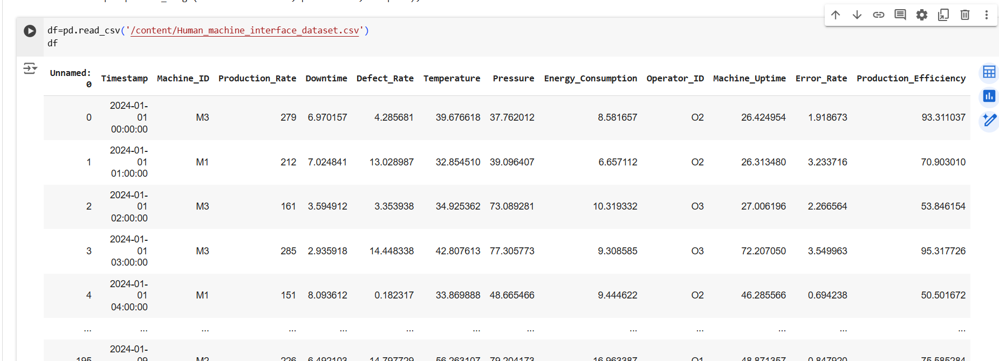 df=pd.read_csv('/content/Human_machine_interface_dataset.csv')
df
Unnamed: 0 Timestamp Machine_ID Production_Rate Downtime Defect_Rate Temperature Pressure Energy_Consumption Operator_ID Machine_Uptime Error_Rate Production_Efficiency
0 2024-01-01 00:00:00 M3 279 6.970157 4.285681 39.676618 37.762012 8.581657 O2 26.424954 1.918673 93.311037
1 2024-01-01 01:00:00 M1 212 7.024841 13.028987 32.854510 39.096407 6.657112 O2 26.313480 3.233716 70.903010
2 2024-01-01 02:00:00 M3 161 3.594912 3.353938 34.925362 73.089281 10.319332 O3 27.006196 2.266564 53.846154
3 2024-01-01 03:00:00 M3 285 2.935918 14.448338 42.807613 77.305773 9.308585 O3 72.207050 3.549963 95.317726
4 2024-01-01 04:00:00 M1 151 8.093612 0.182317 33.869888 48.665466 9.444622 O2 46.285566 0.694238 50.501672
... ... ... ... ... ... ... ... ... ... ... ... ...
195 2024-01-09 M2 226 6.492103 14.797729 56.263107 79.204173 16.963387 O1 48.871357 0.847920 75.585284